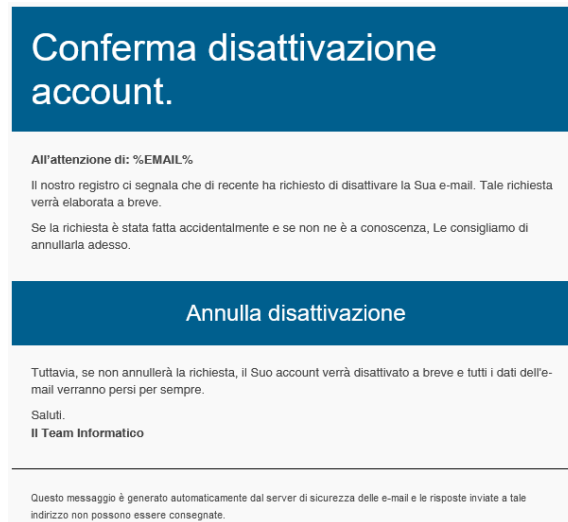 Conferma disattivazione
account.
All'attenzione di: %EMAIL%
Il nostro registro ci segnala che di recente ha richiesto di disattivare la Sua e-mail. Tale richiesta
verrà elaborata a breve.
Se la richiesta è stata fatta accidentalmente e se non ne è a conoscenza, Le consigliamo di
annullarla adesso.
Annulla disattivazione
Tuttavia, se non annullerà la richiesta, il Suo account verrà disattivato a breve e tutti i dati dell'e-
mail verranno persi per sempre.
Saluti.
Il Team Informatico
Questo messaggio è generato automaticamente dal server di sicurezza delle e-mail e le risposte inviate a tale
indirizzo non possono essere consegnate.